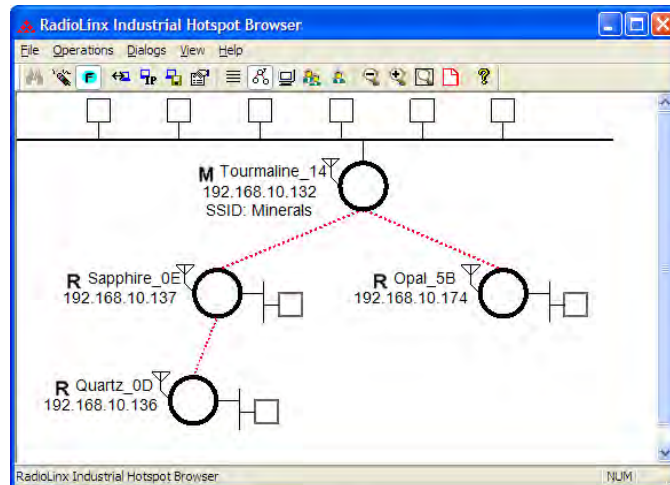 RadioLinx Industrial Hotspot Browser
File Operations Dialogs View Help
F IP ?
M Tourmaline_14
192.168.10.132
SSID: Minerals
R Sapphire_0E
192.168.10.137
R Opal_5B
192.168.10.174
R Quartz_0D
192.168.10.136
RadioLinx Industrial Hotspot Browser NUM